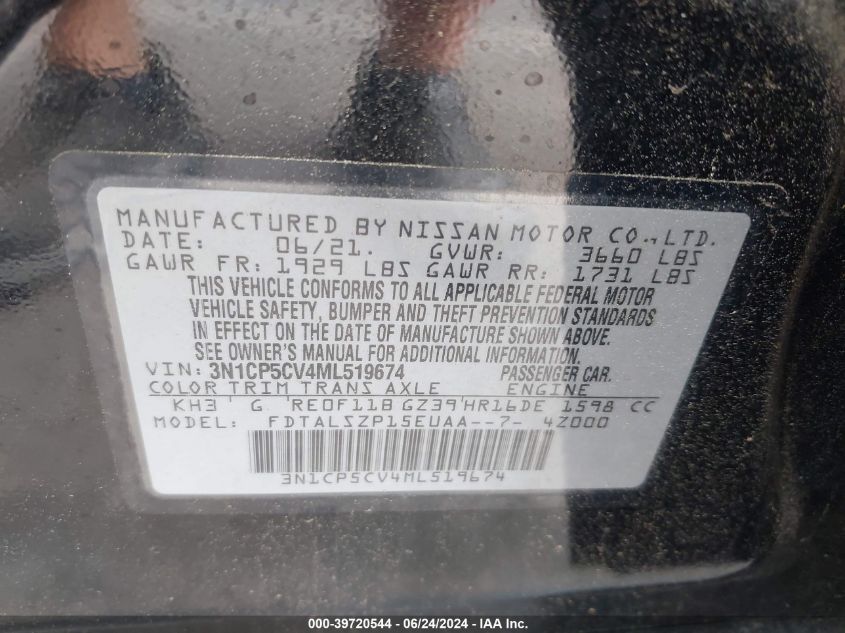 MANUFACTURED BY NISSAN MOTOR CO., LTD.
DATE: 06/21. GVWR: 3660 LBS
GAWR FR: 1929 LBS GAWR RR: 1731 LBS
THIS VEHICLE CONFORMS TO ALL APPLICABLE FEDERAL MOTOR
VEHICLE SAFETY, BUMPER AND THEFT PREVENTION STANDARDS
IN EFFECT ON THE DATE OF MANUFACTURE SHOWN ABOVE.
SEE OWNER'S MANUAL FOR ADDITIONAL INFORMATION.
VIN: 3N1CP5CV4ML519674 PASSENGER CAR.
COLOR TRIM TRANS AXLE ENGINE
KH3 G RE0F11B GZ39 HR16DE 1598 CC
MODEL: FDTALSZP15EUAA--7- 4Z000
3N1CP5CV4ML519674
000-39720544 / 06/24/2024 / IAA Inc.